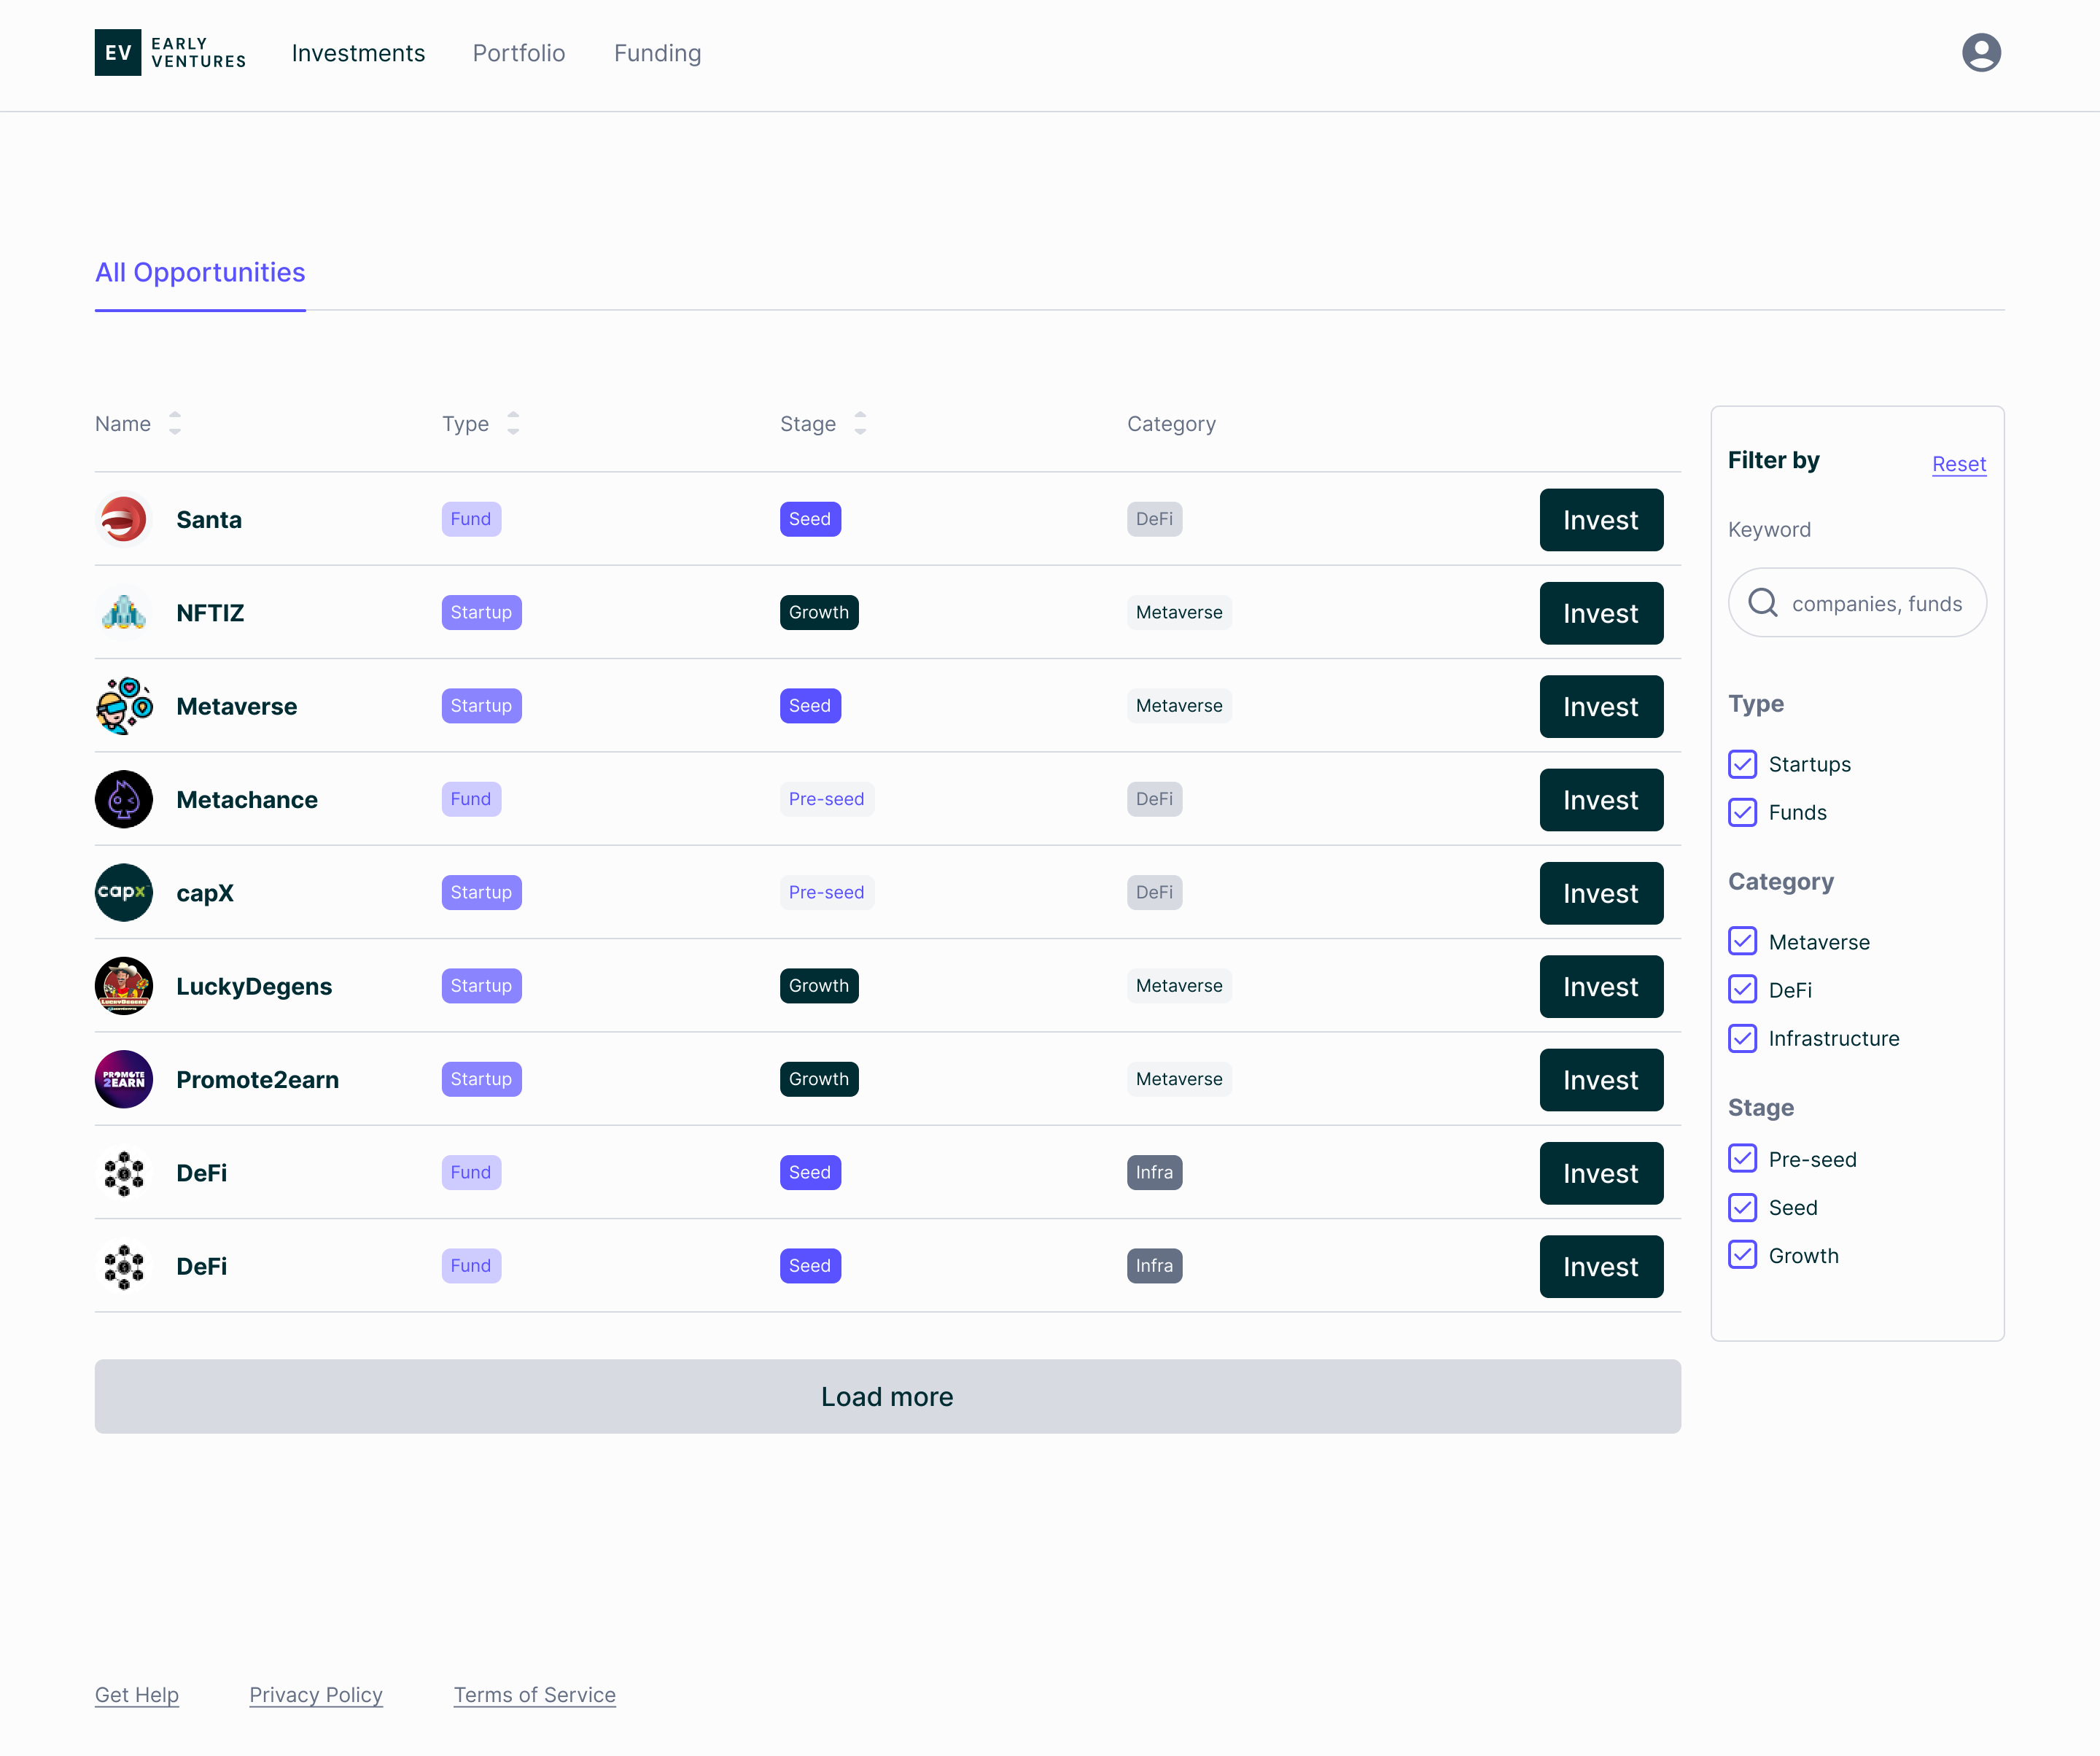 EV EARLY VENTURES Investments Portfolio Funding
All Opportunities
Name Type Stage Category
Santa Fund Seed DeFi Invest
NFTIZ Startup Growth Metaverse Invest
Metaverse Startup Seed Metaverse Invest
Metachance Fund Pre-seed DeFi Invest
capx capX Startup Pre-seed DeFi Invest
LuckyDegens LuckyDegens Startup Growth Metaverse Invest
PROMOTE 2EARN Promote2earn Startup Growth Metaverse Invest
DeFi Fund Seed Infra Invest
DeFi Fund Seed Infra Invest
Load more
Filter by Reset
Keyword
companies, funds
Type
Startups
Funds
Category
Metaverse
DeFi
Infrastructure
Stage
Pre-seed
Seed
Growth
Get Help Privacy Policy Terms of Service